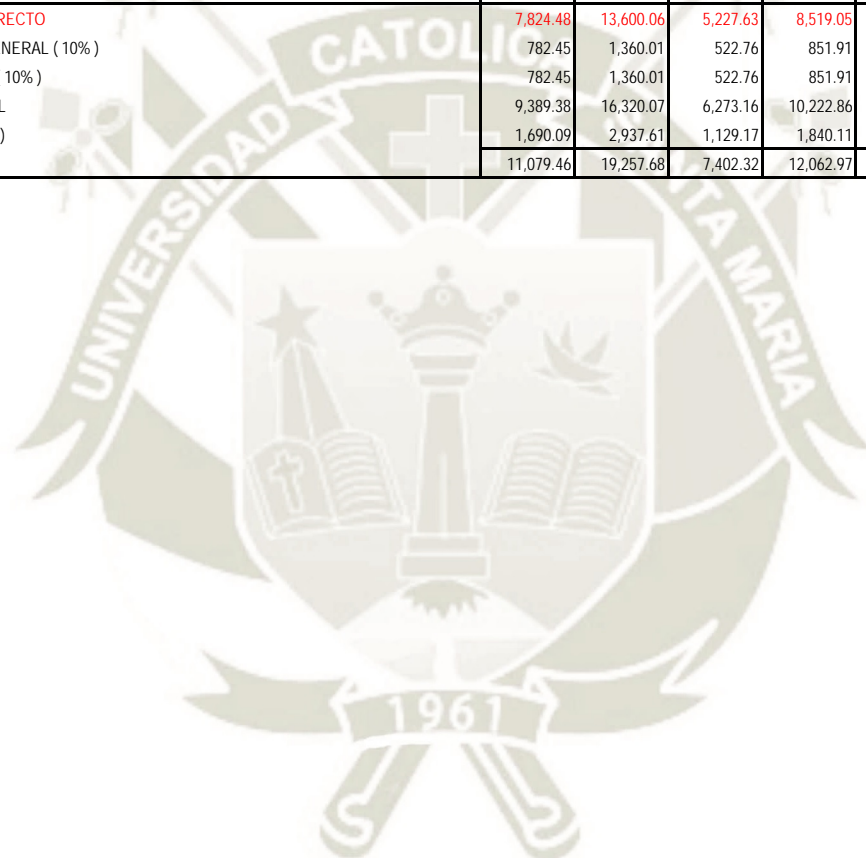 RECTO 7,824.48 13,600.06 5,227.63 8,519.05
NERAL ( 10% ) 782.45 1,360.01 522.76 851.91
10% ) 782.45 1,360.01 522.76 851.91
L 9,389.38 16,320.07 6,273.16 10,222.86
) 1,690.09 2,937.61 1,129.17 1,840.11
11,079.46 19,257.68 7,402.32 12,062.97
UNIVERSIDAD CATOLICA SANTA MARIA
1961